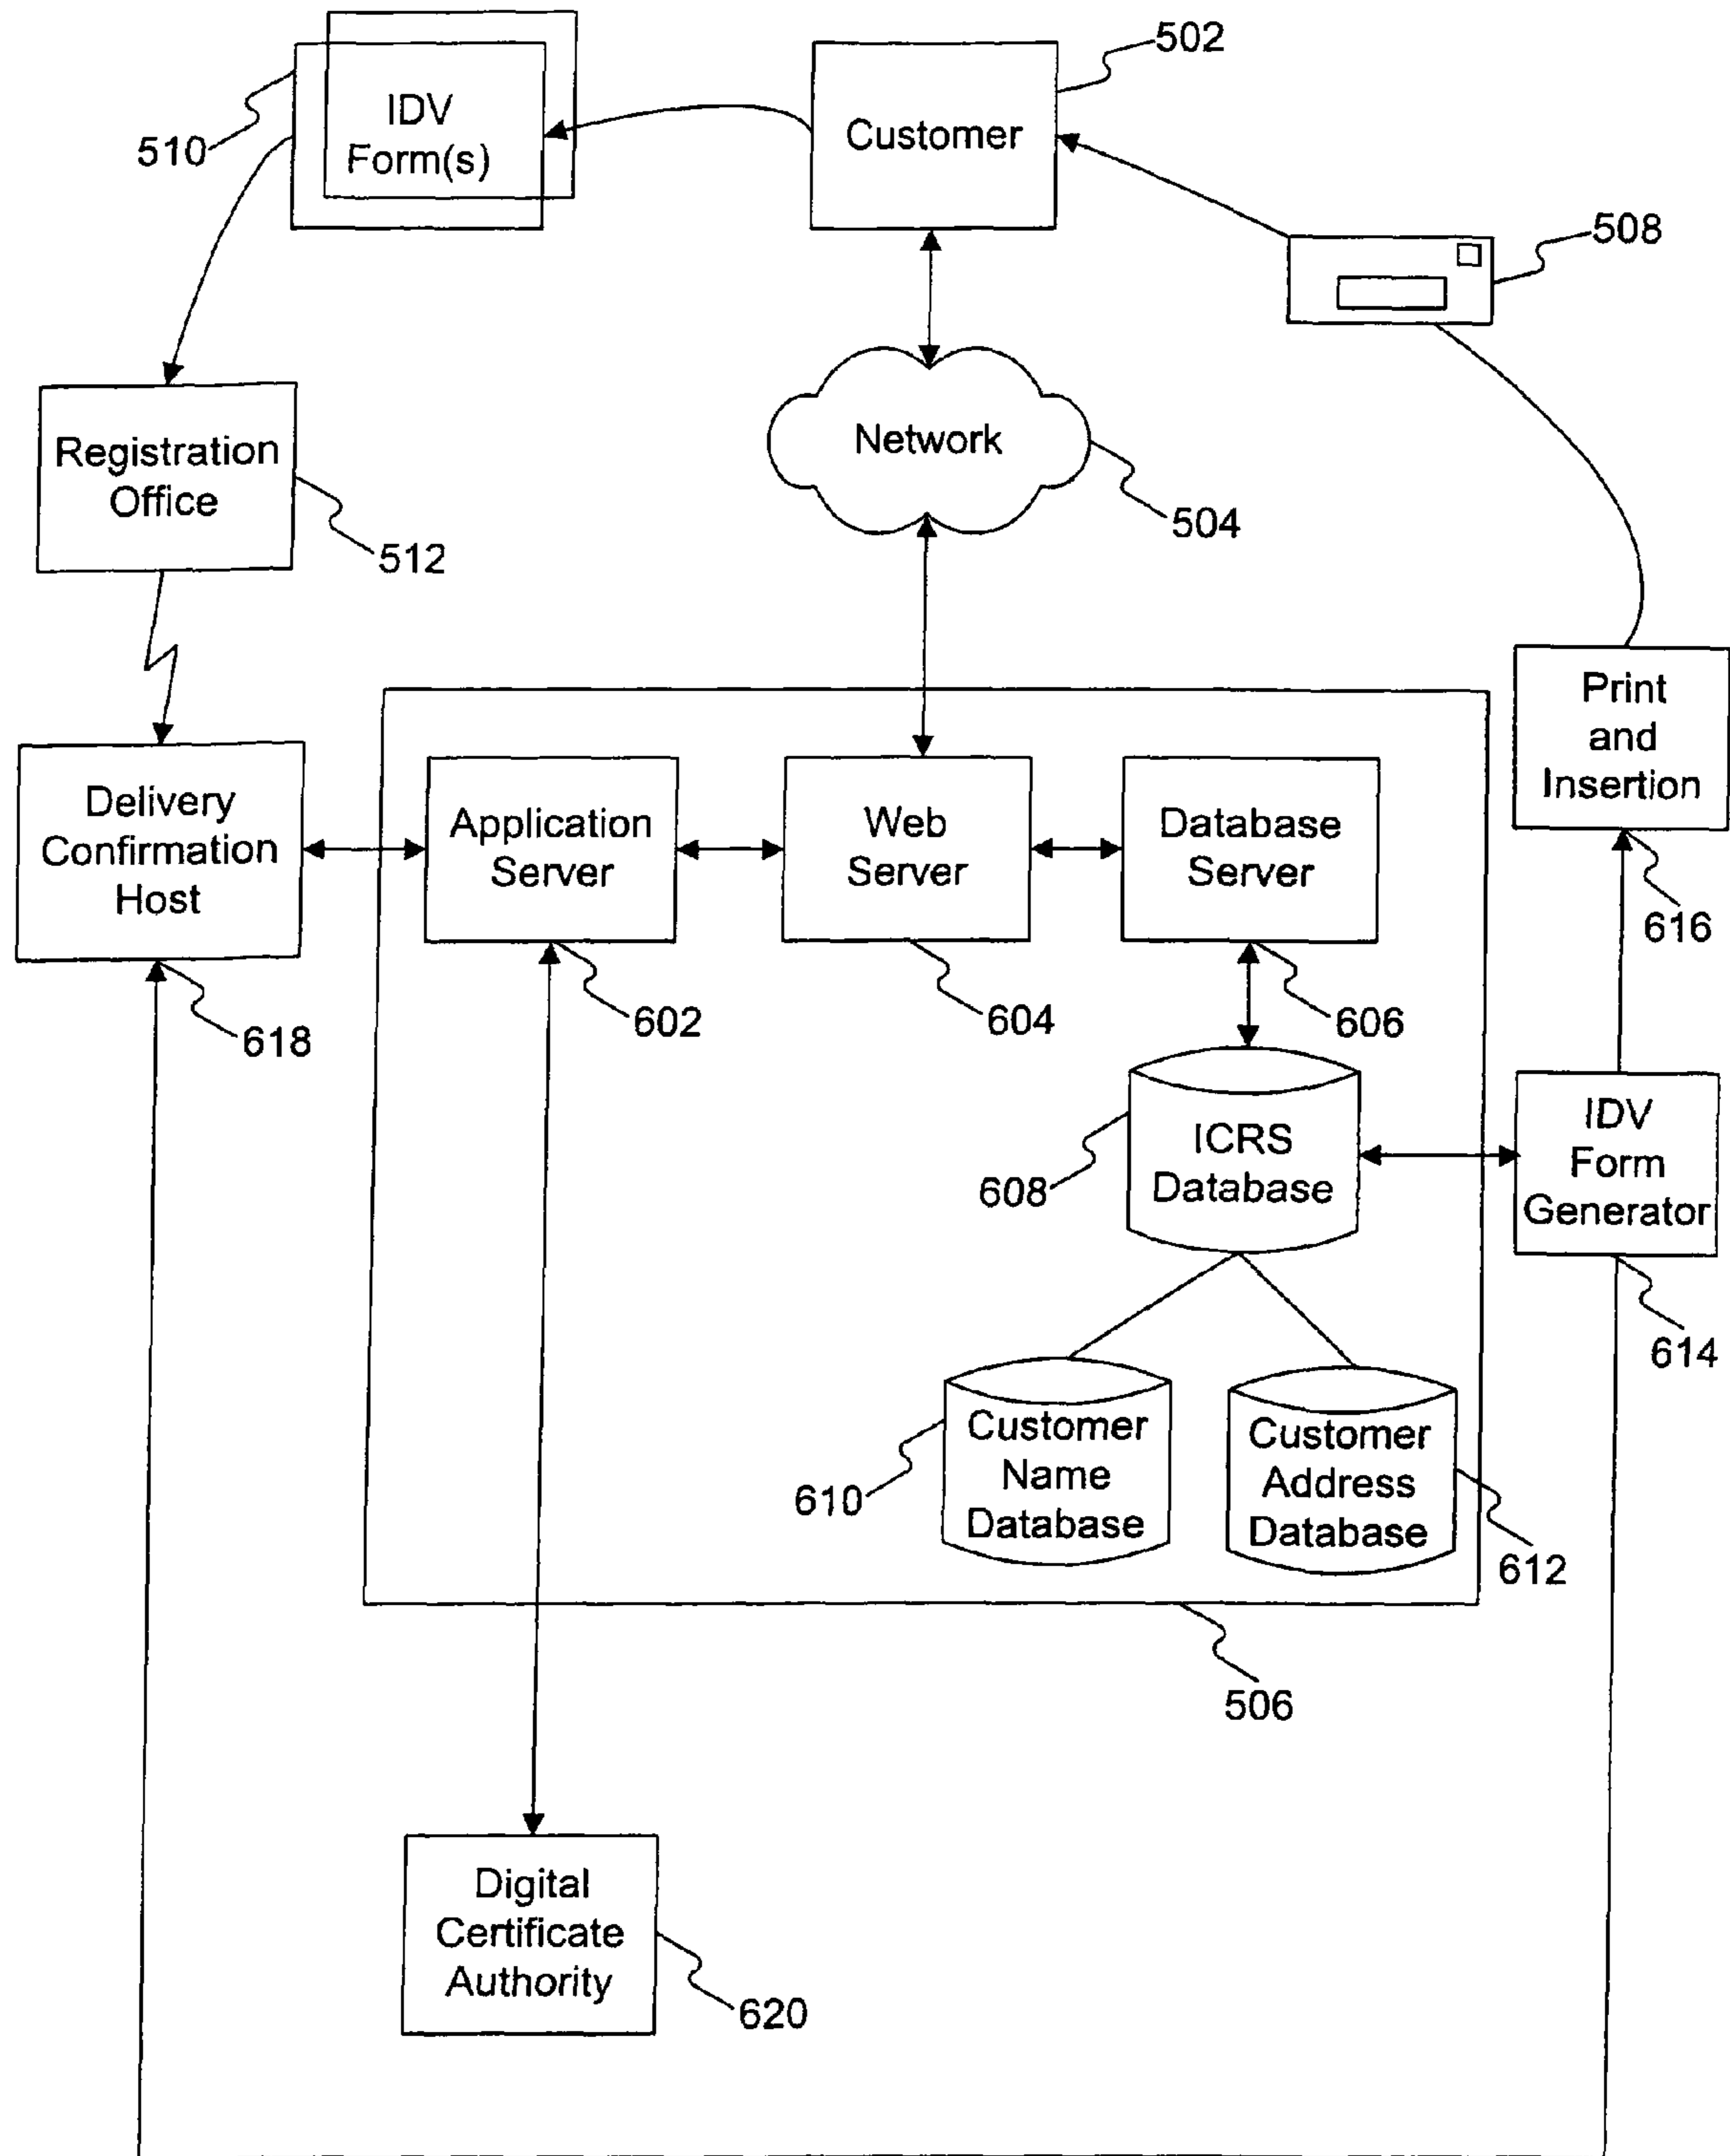 502
IDV
Form(s)
510
Customer
508
Network
504
Registration
Office
512
Print
and
Insertion
616
Delivery
Confirmation
Host
618
Application
Server
602
Web
Server
604
Database
Server
606
ICRS
Database
608
IDV
Form
Generator
614
Customer
Name
Database
610
Customer
Address
Database
612
506
Digital
Certificate
Authority
620